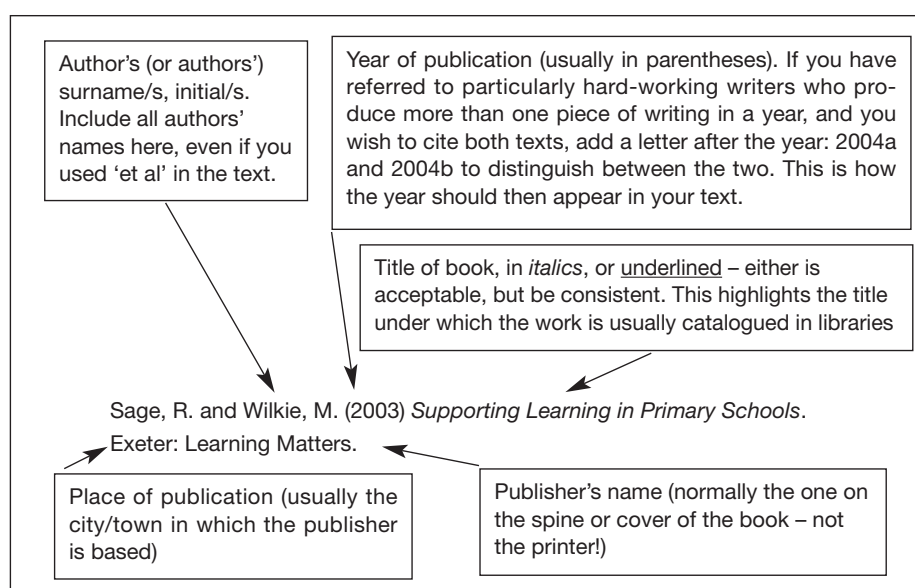 Author's (or authors')
surname/s, initial/s.
Include all authors'
names here, even if you
used 'et al' in the text.
Year of publication (usually in parentheses). If you have
referred to particularly hard-working writers who pro-
duce more than one piece of writing in a year, and you
wish to cite both texts, add a letter after the year: 2004a
and 2004b to distinguish between the two. This is how
the year should then appear in your text.
Title of book, in italics, or underlined – either is
acceptable, but be consistent. This highlights the title
under which the work is usually catalogued in libraries
Sage, R. and Wilkie, M. (2003) Supporting Learning in Primary Schools.
Exeter: Learning Matters.
Place of publication (usually the
city/town in which the publisher
is based)
Publisher's name (normally the one on
the spine or cover of the book – not
the printer!)